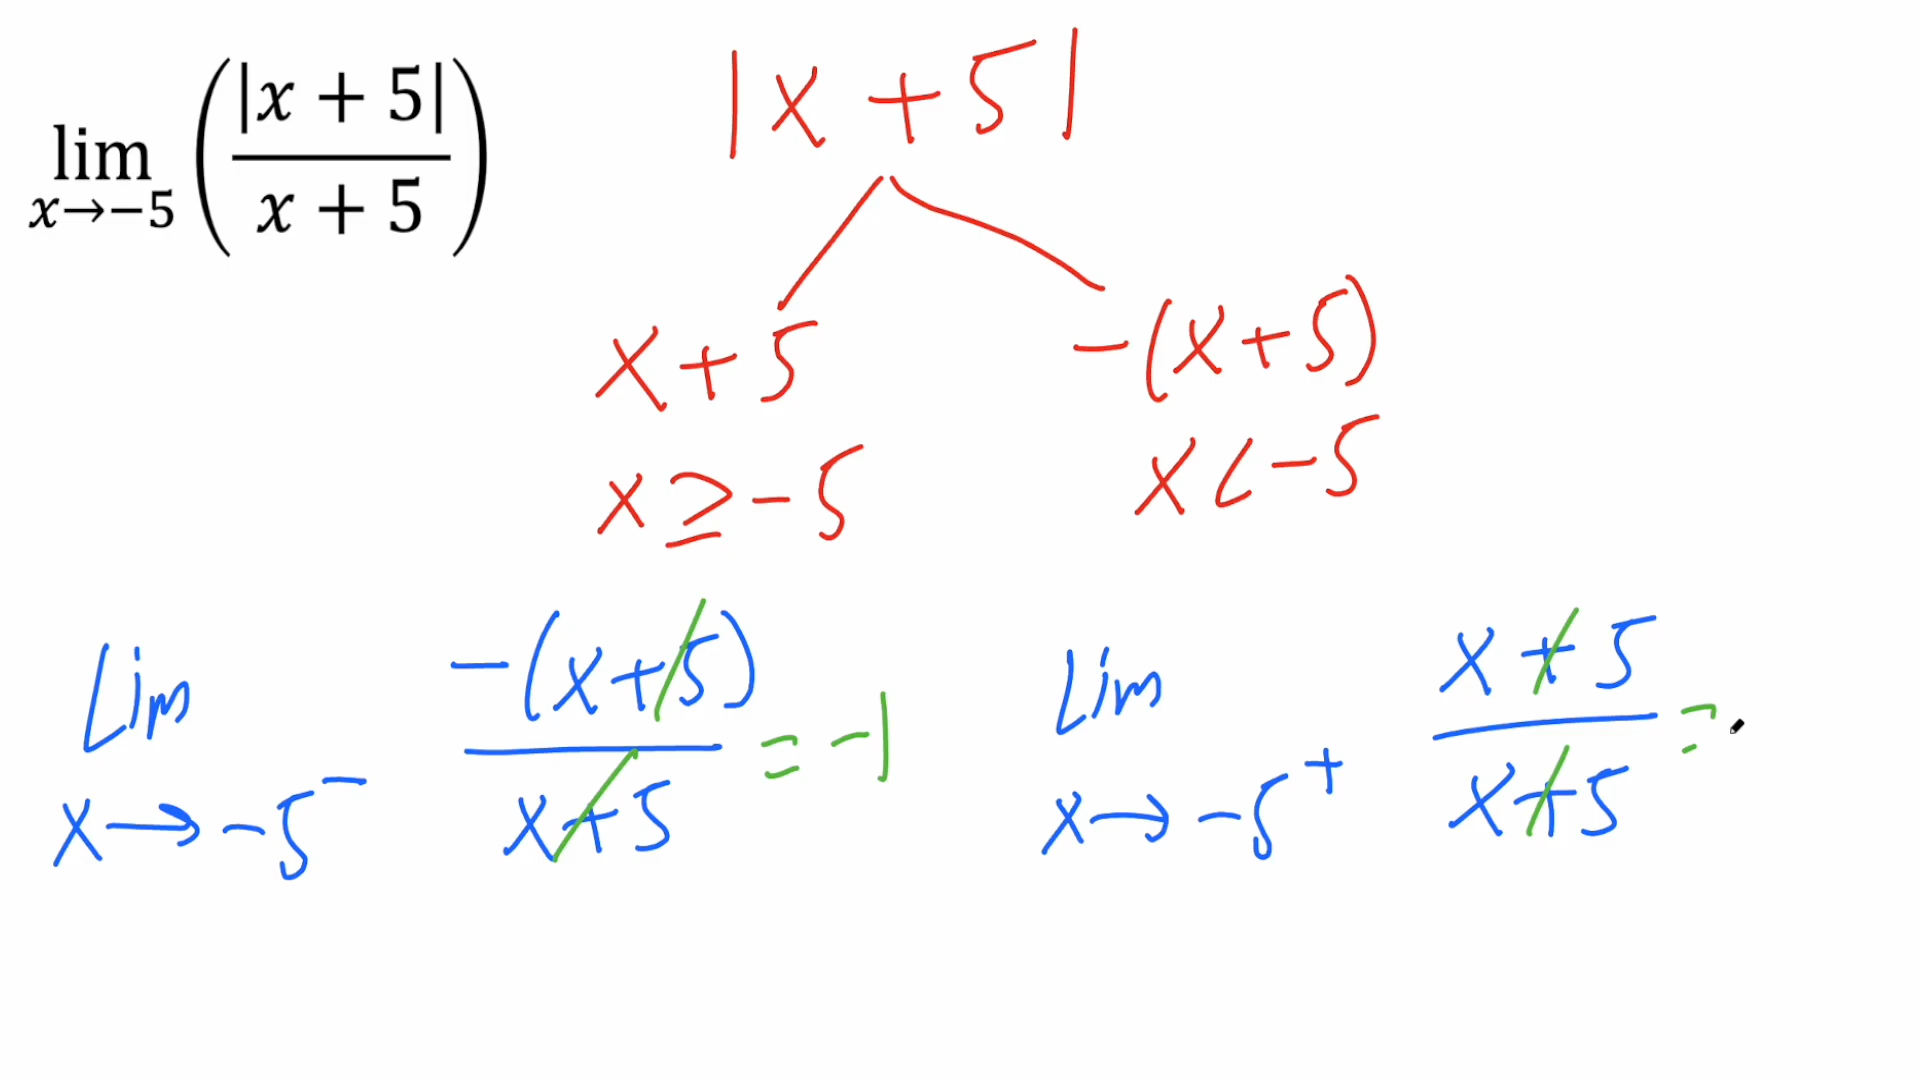 lim x→−5 (|x + 5| / x + 5)
|x + 5|
x + 5
x ≥ −5
−(x + 5)
x < −5
Lim x→ −5⁻ −(x+5) / x+5 = −1
Lim x→ −5⁺ x+5 / x+5 =